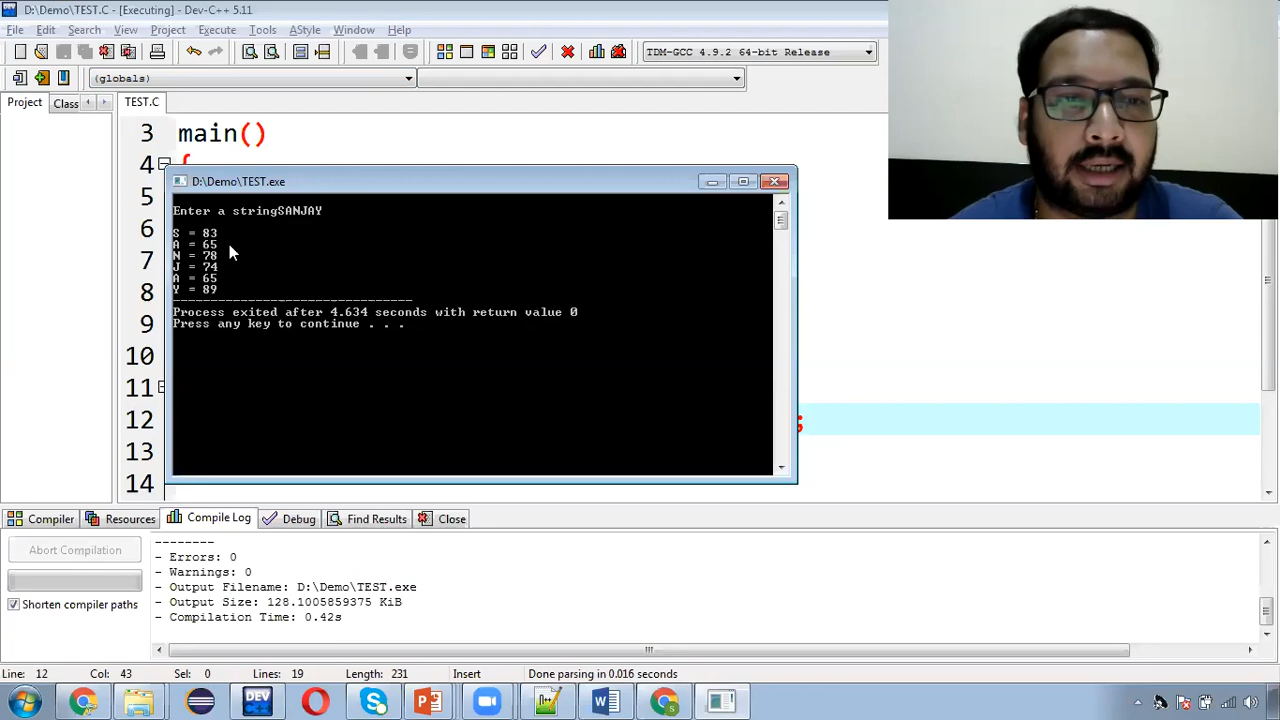 D:\Demo\TEST.C - [Executing] - Dev-C++ 5.11
File Edit Search View Project Execute Tools AStyle Window Help
TDM-GCC 4.9.2 64-bit Release
(globals)
Project Class TEST.C
3 main()
4 {
5
6
7
8
9
10
11
12 ;
13
14
D:\Demo\TEST.exe
Enter a stringSANJAY
S = 83
A = 65
N = 78
J = 74
A = 65
Y = 89
--------------------------------
Process exited after 4.634 seconds with return value 0
Press any key to continue . . .
Compiler Resources Compile Log Debug Find Results Close
Abort Compilation
Shorten compiler paths
--------
- Errors: 0
- Warnings: 0
- Output Filename: D:\Demo\TEST.exe
- Output Size: 128.1005859375 KiB
- Compilation Time: 0.42s
Line: 12 Col: 43 Sel: 0 Lines: 19 Length: 231 Insert Done parsing in 0.016 seconds
DEV